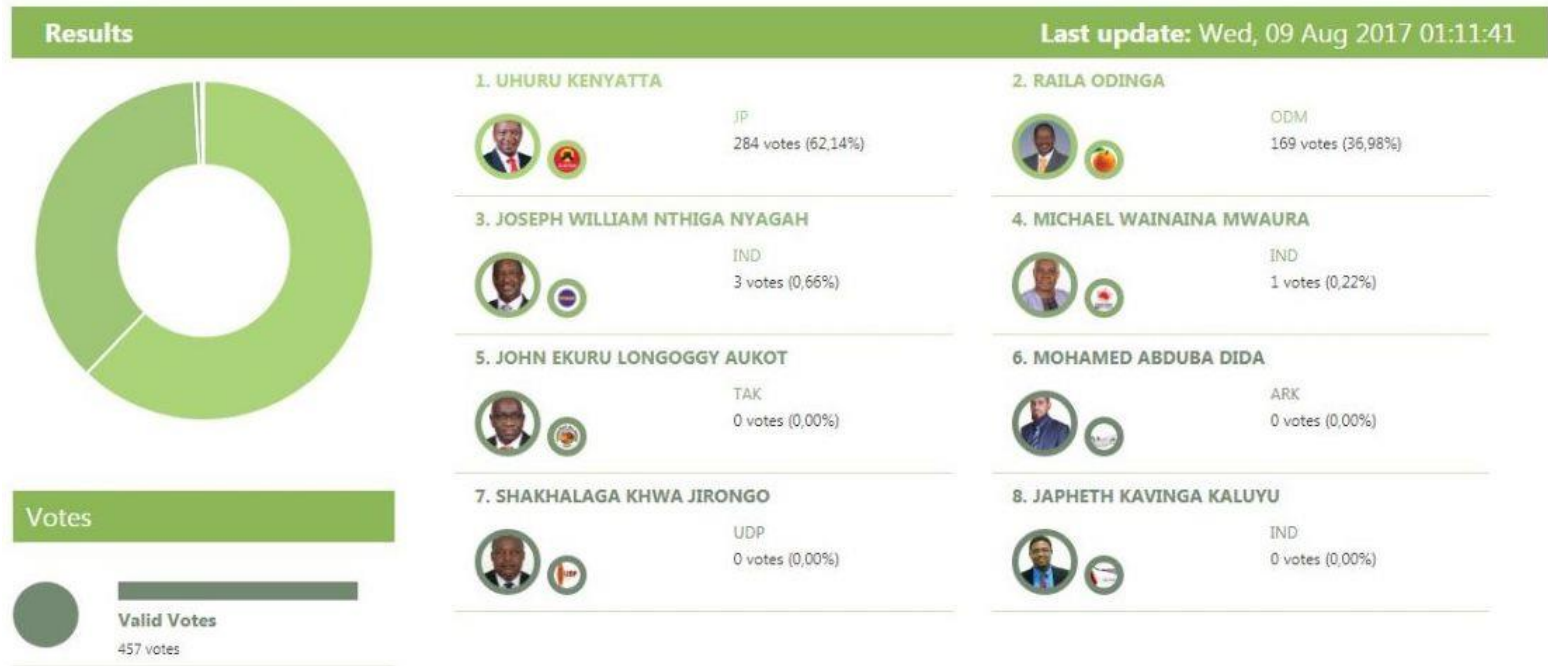 Results
Last update: Wed, 09 Aug 2017 01:11:41
1. UHURU KENYATTA
JP
284 votes (62,14%)
2. RAILA ODINGA
ODM
169 votes (36,98%)
3. JOSEPH WILLIAM NTHIGA NYAGAH
IND
3 votes (0,66%)
4. MICHAEL WAINAINA MWAURA
IND
1 votes (0,22%)
5. JOHN EKURU LONGOGGY AUKOT
TAK
0 votes (0,00%)
6. MOHAMED ABDUBA DIDA
ARK
0 votes (0,00%)
7. SHAKHALAGA KHWA JIRONGO
UDP
0 votes (0,00%)
8. JAPHETH KAVINGA KALUYU
IND
0 votes (0,00%)
Votes
Valid Votes
457 votes